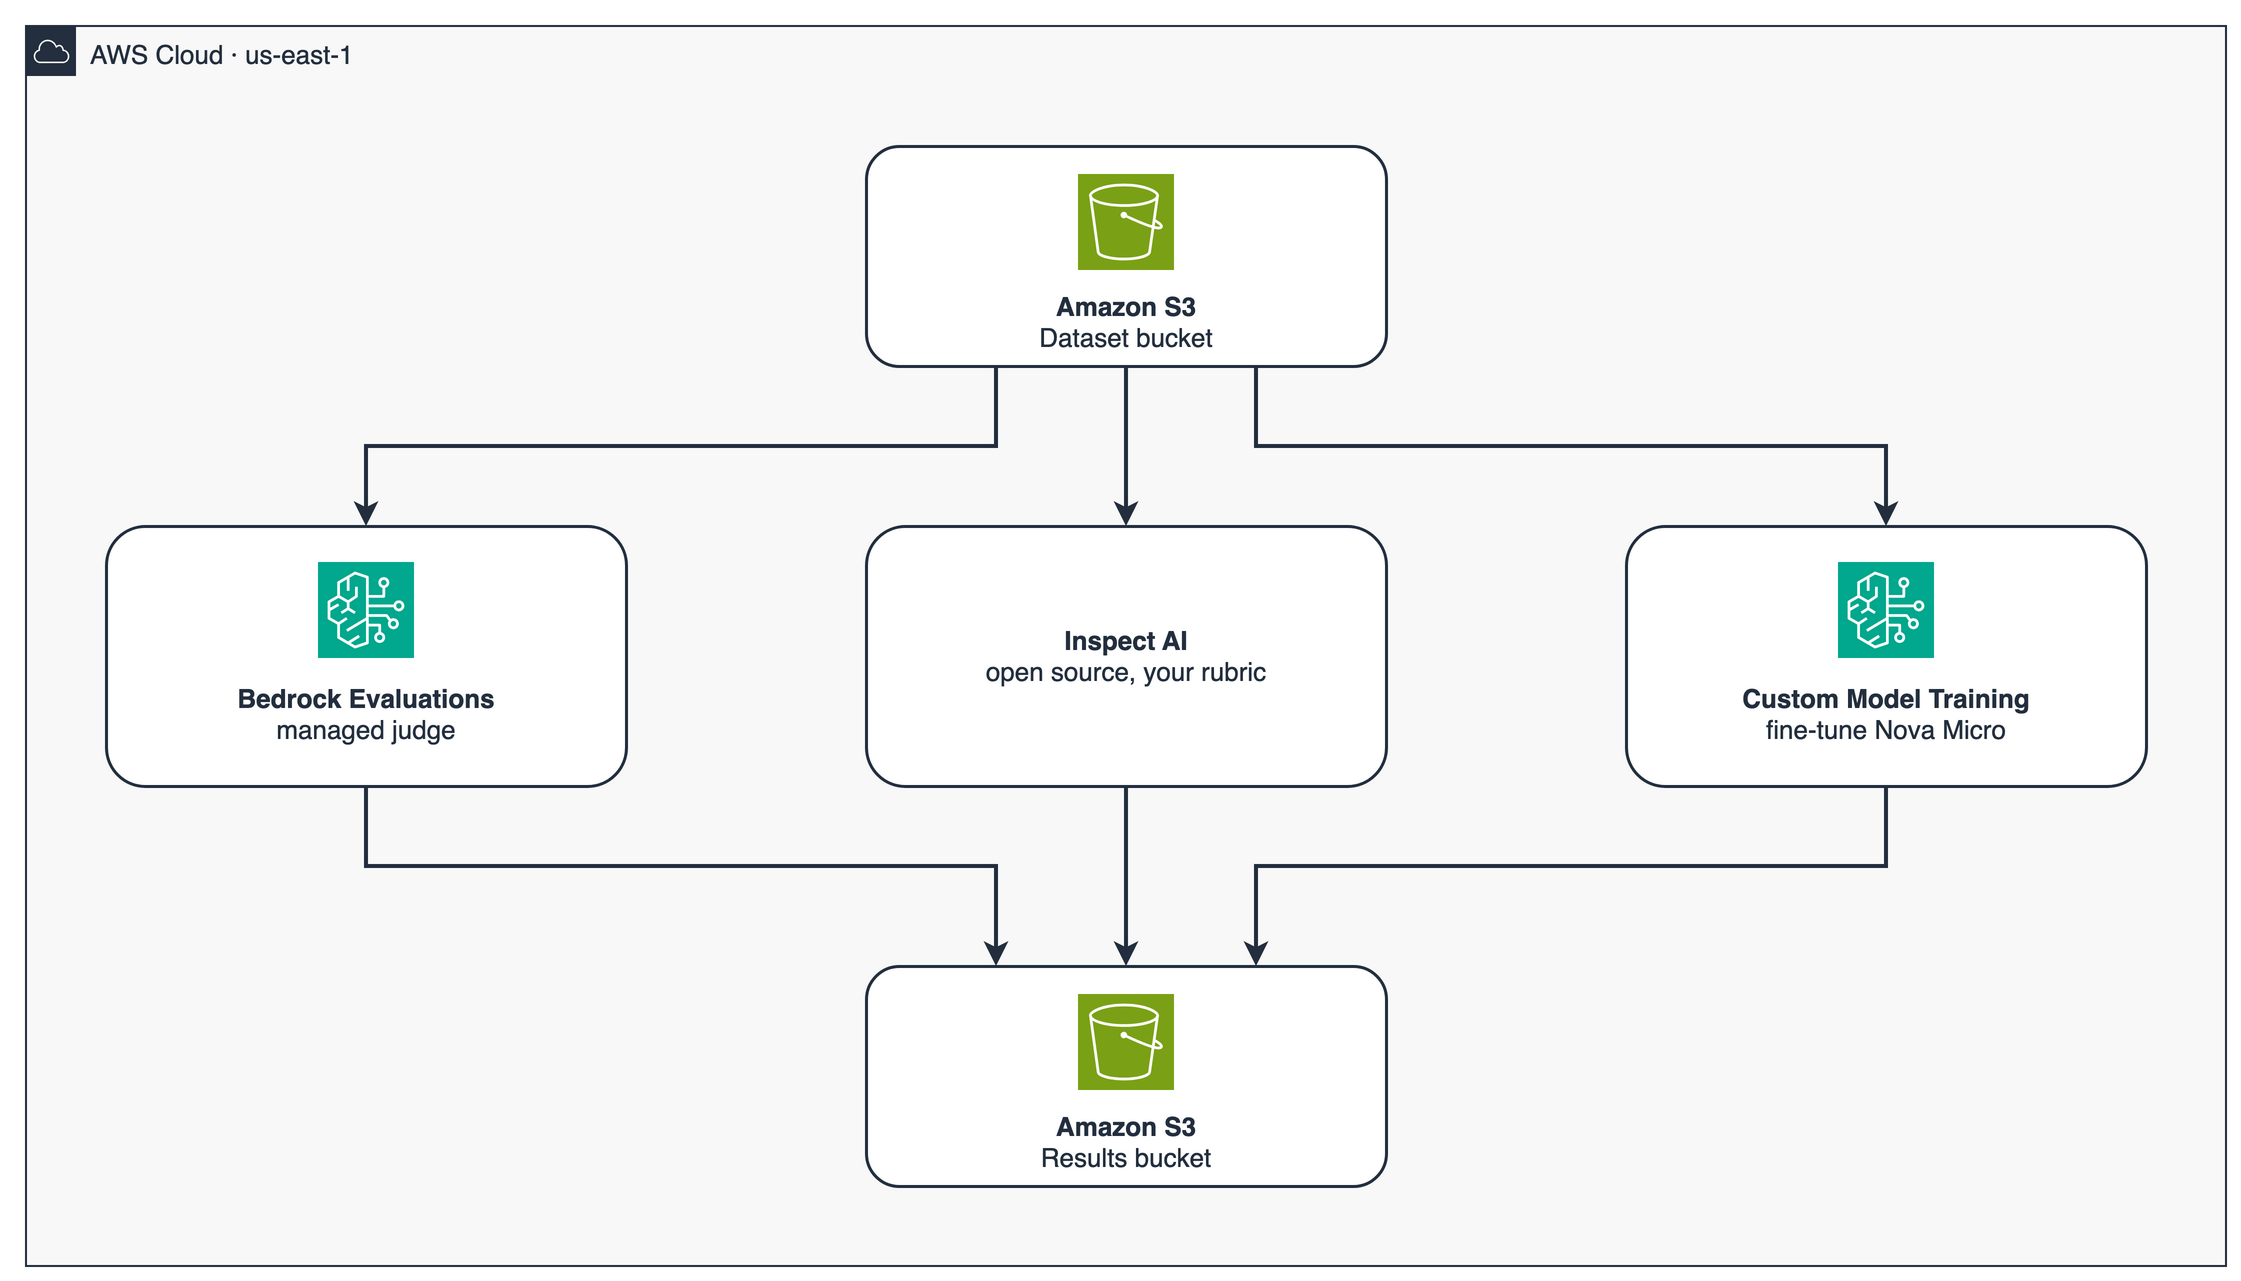 AWS Cloud · us-east-1
Amazon S3
Dataset bucket
Bedrock Evaluations
managed judge
Inspect AI
open source, your rubric
Custom Model Training
fine-tune Nova Micro
Amazon S3
Results bucket